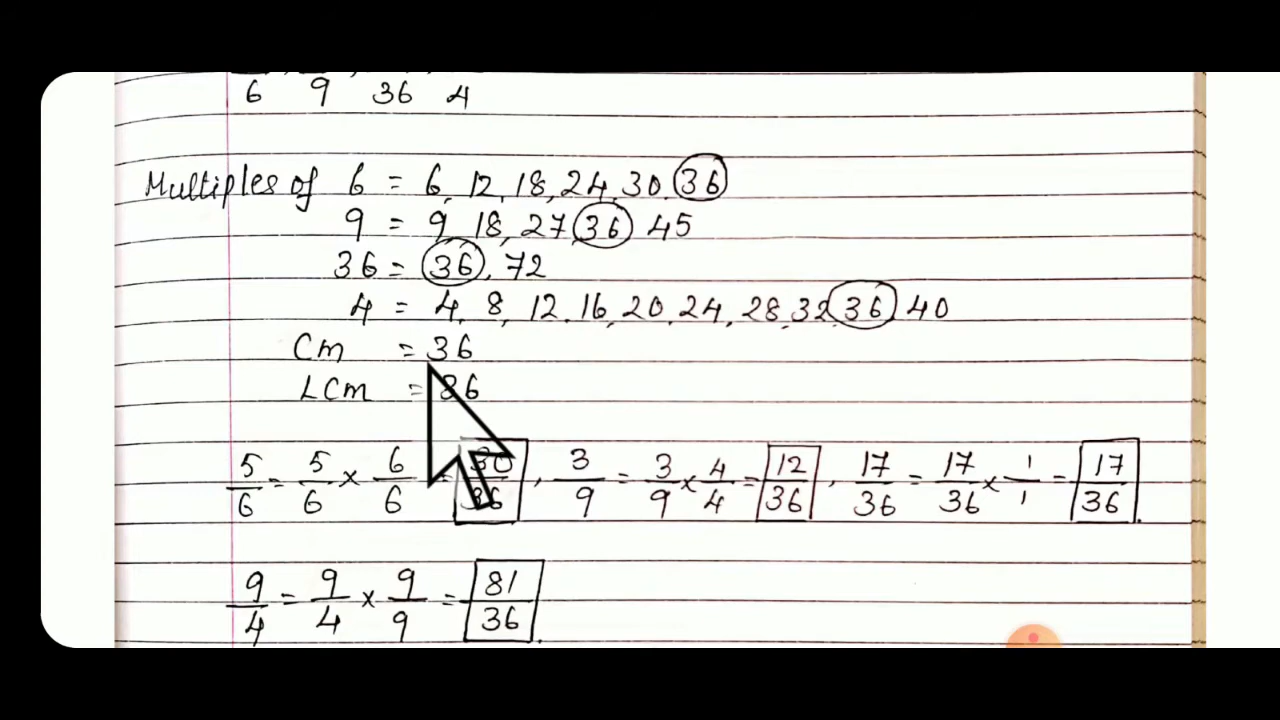 6 9 36 4
Multiples of 6 = 6, 12, 18, 24, 30, 36
9 = 9, 18, 27, 36 45
36 = 36, 72
4 = 4, 8, 12, 16, 20, 24, 28, 32, 36 40
Cm = 36
LCm = 36
5/6 = 5/6 × 6/6 = 30/36, 3/9 = 3/9 × 4/4 = 12/36, 17/36 = 17/36 × 1/1 = 17/36.
9/4 = 9/4 × 9/9 = 81/36.